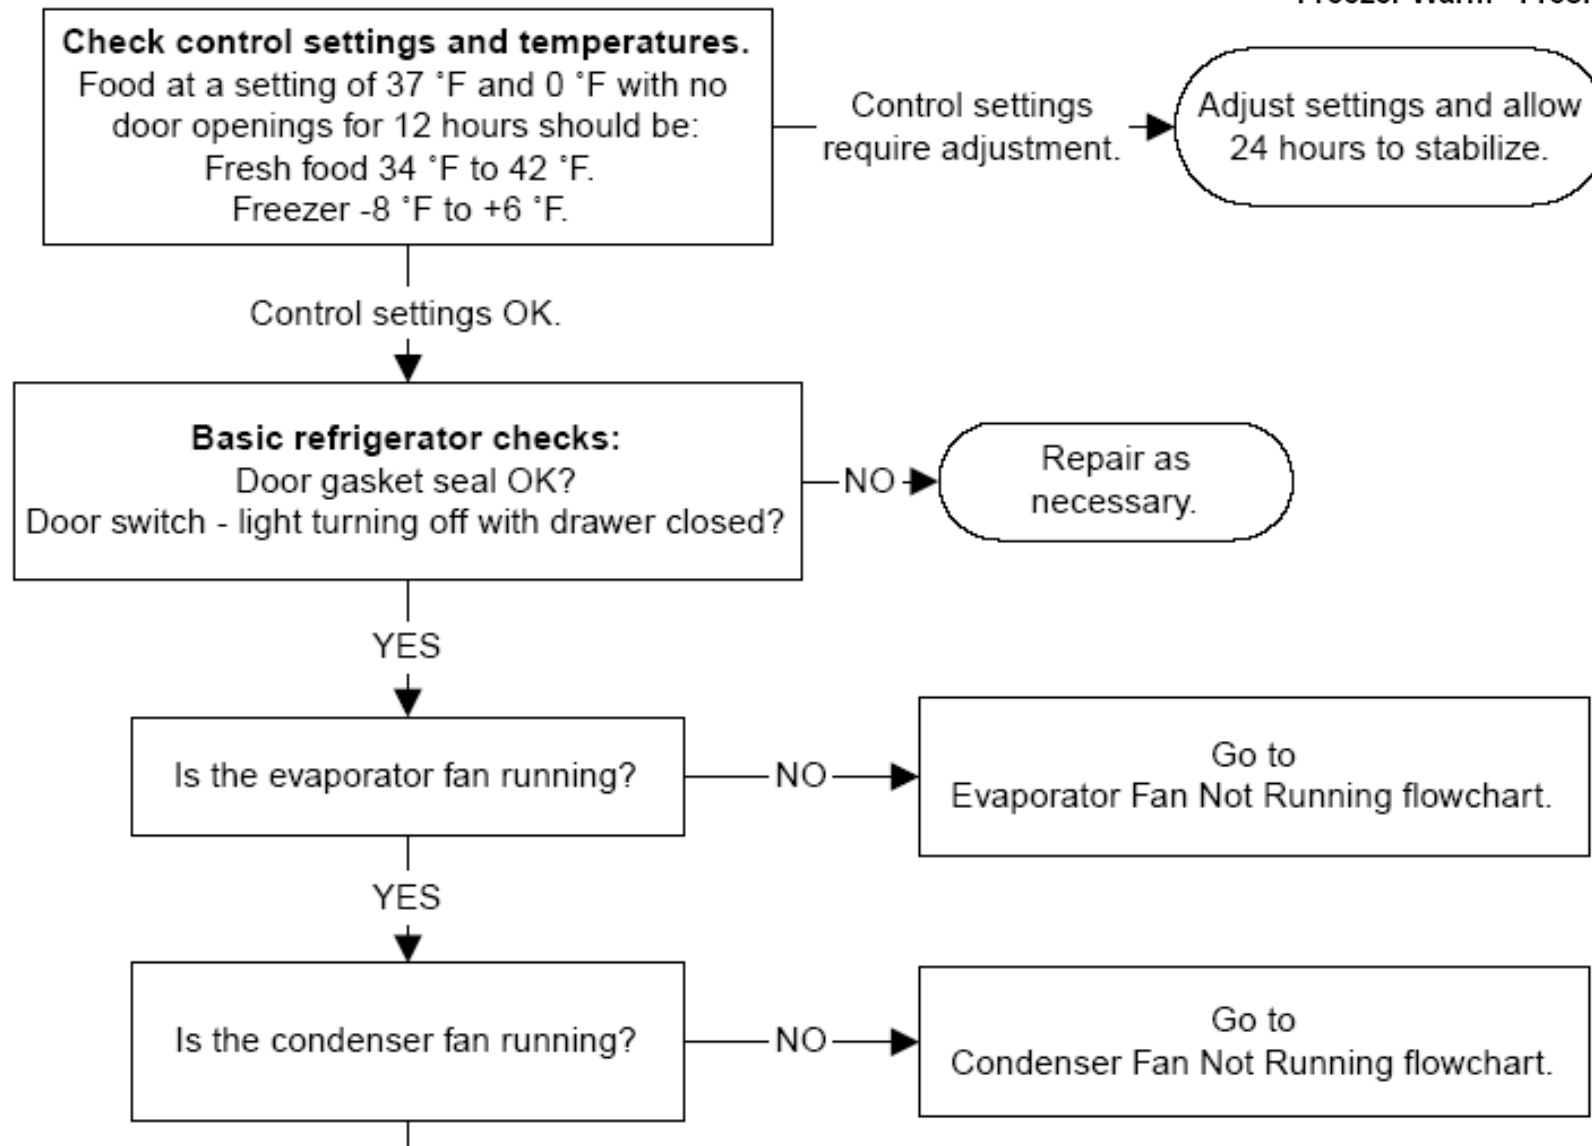 Check control settings and temperatures.
Food at a setting of 37 °F and 0 °F with no
door openings for 12 hours should be:
Fresh food 34 °F to 42 °F.
Freezer -8 °F to +6 °F.
Control settings
require adjustment.
Adjust settings and allow
24 hours to stabilize.
Control settings OK.
Basic refrigerator checks:
Door gasket seal OK?
Door switch - light turning off with drawer closed?
NO
Repair as
necessary.
YES
Is the evaporator fan running?
NO
Go to
Evaporator Fan Not Running flowchart.
YES
Is the condenser fan running?
NO
Go to
Condenser Fan Not Running flowchart.